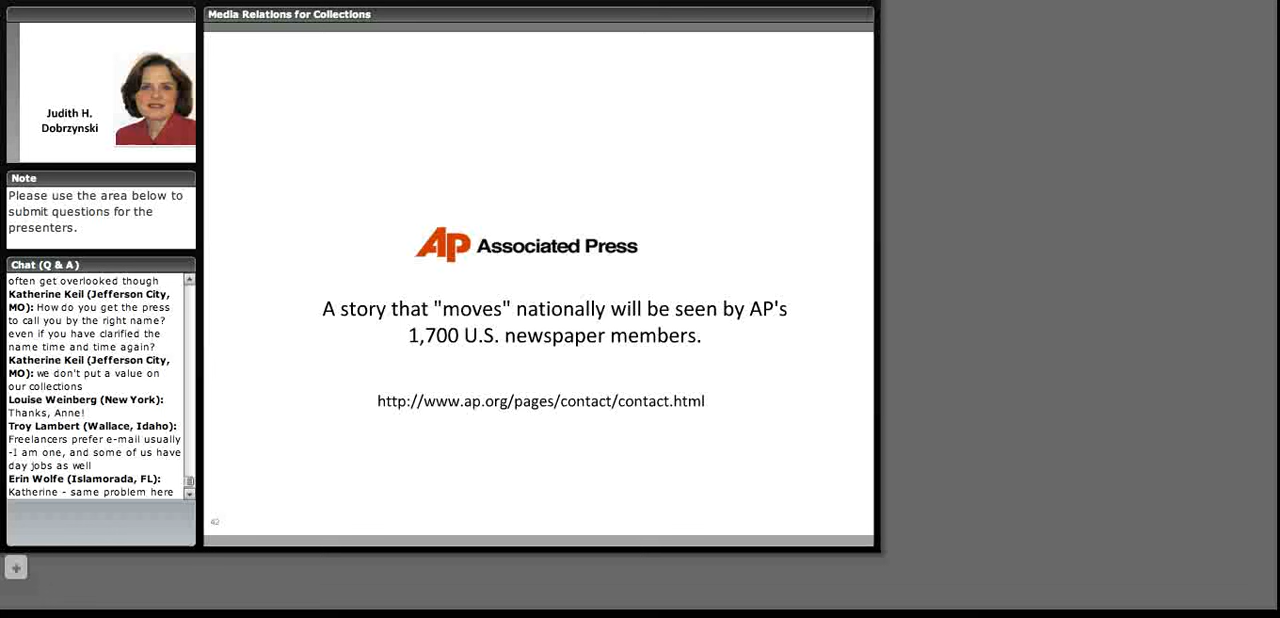 Media Relations for Collections
Judith H.
Dobrzynski
Note
Please use the area below to
submit questions for the
presenters.
Chat (Q & A)
often get overlooked though
Katherine Keil (Jefferson City,
MO): How do you get the press
to call you by the right name?
even if you have clarified the
name time and time again?
Katherine Keil (Jefferson City,
MO): we don't put a value on
our collections
Louise Weinberg (New York):
Thanks, Anne!
Troy Lambert (Wallace, Idaho):
Freelancers prefer e-mail usually
-I am one, and some of us have
day jobs as well
Erin Wolfe (Islamorada, FL):
Katherine - same problem here
AP Associated Press
A story that "moves" nationally will be seen by AP's
1,700 U.S. newspaper members.
http://www.ap.org/pages/contact/contact.html
42